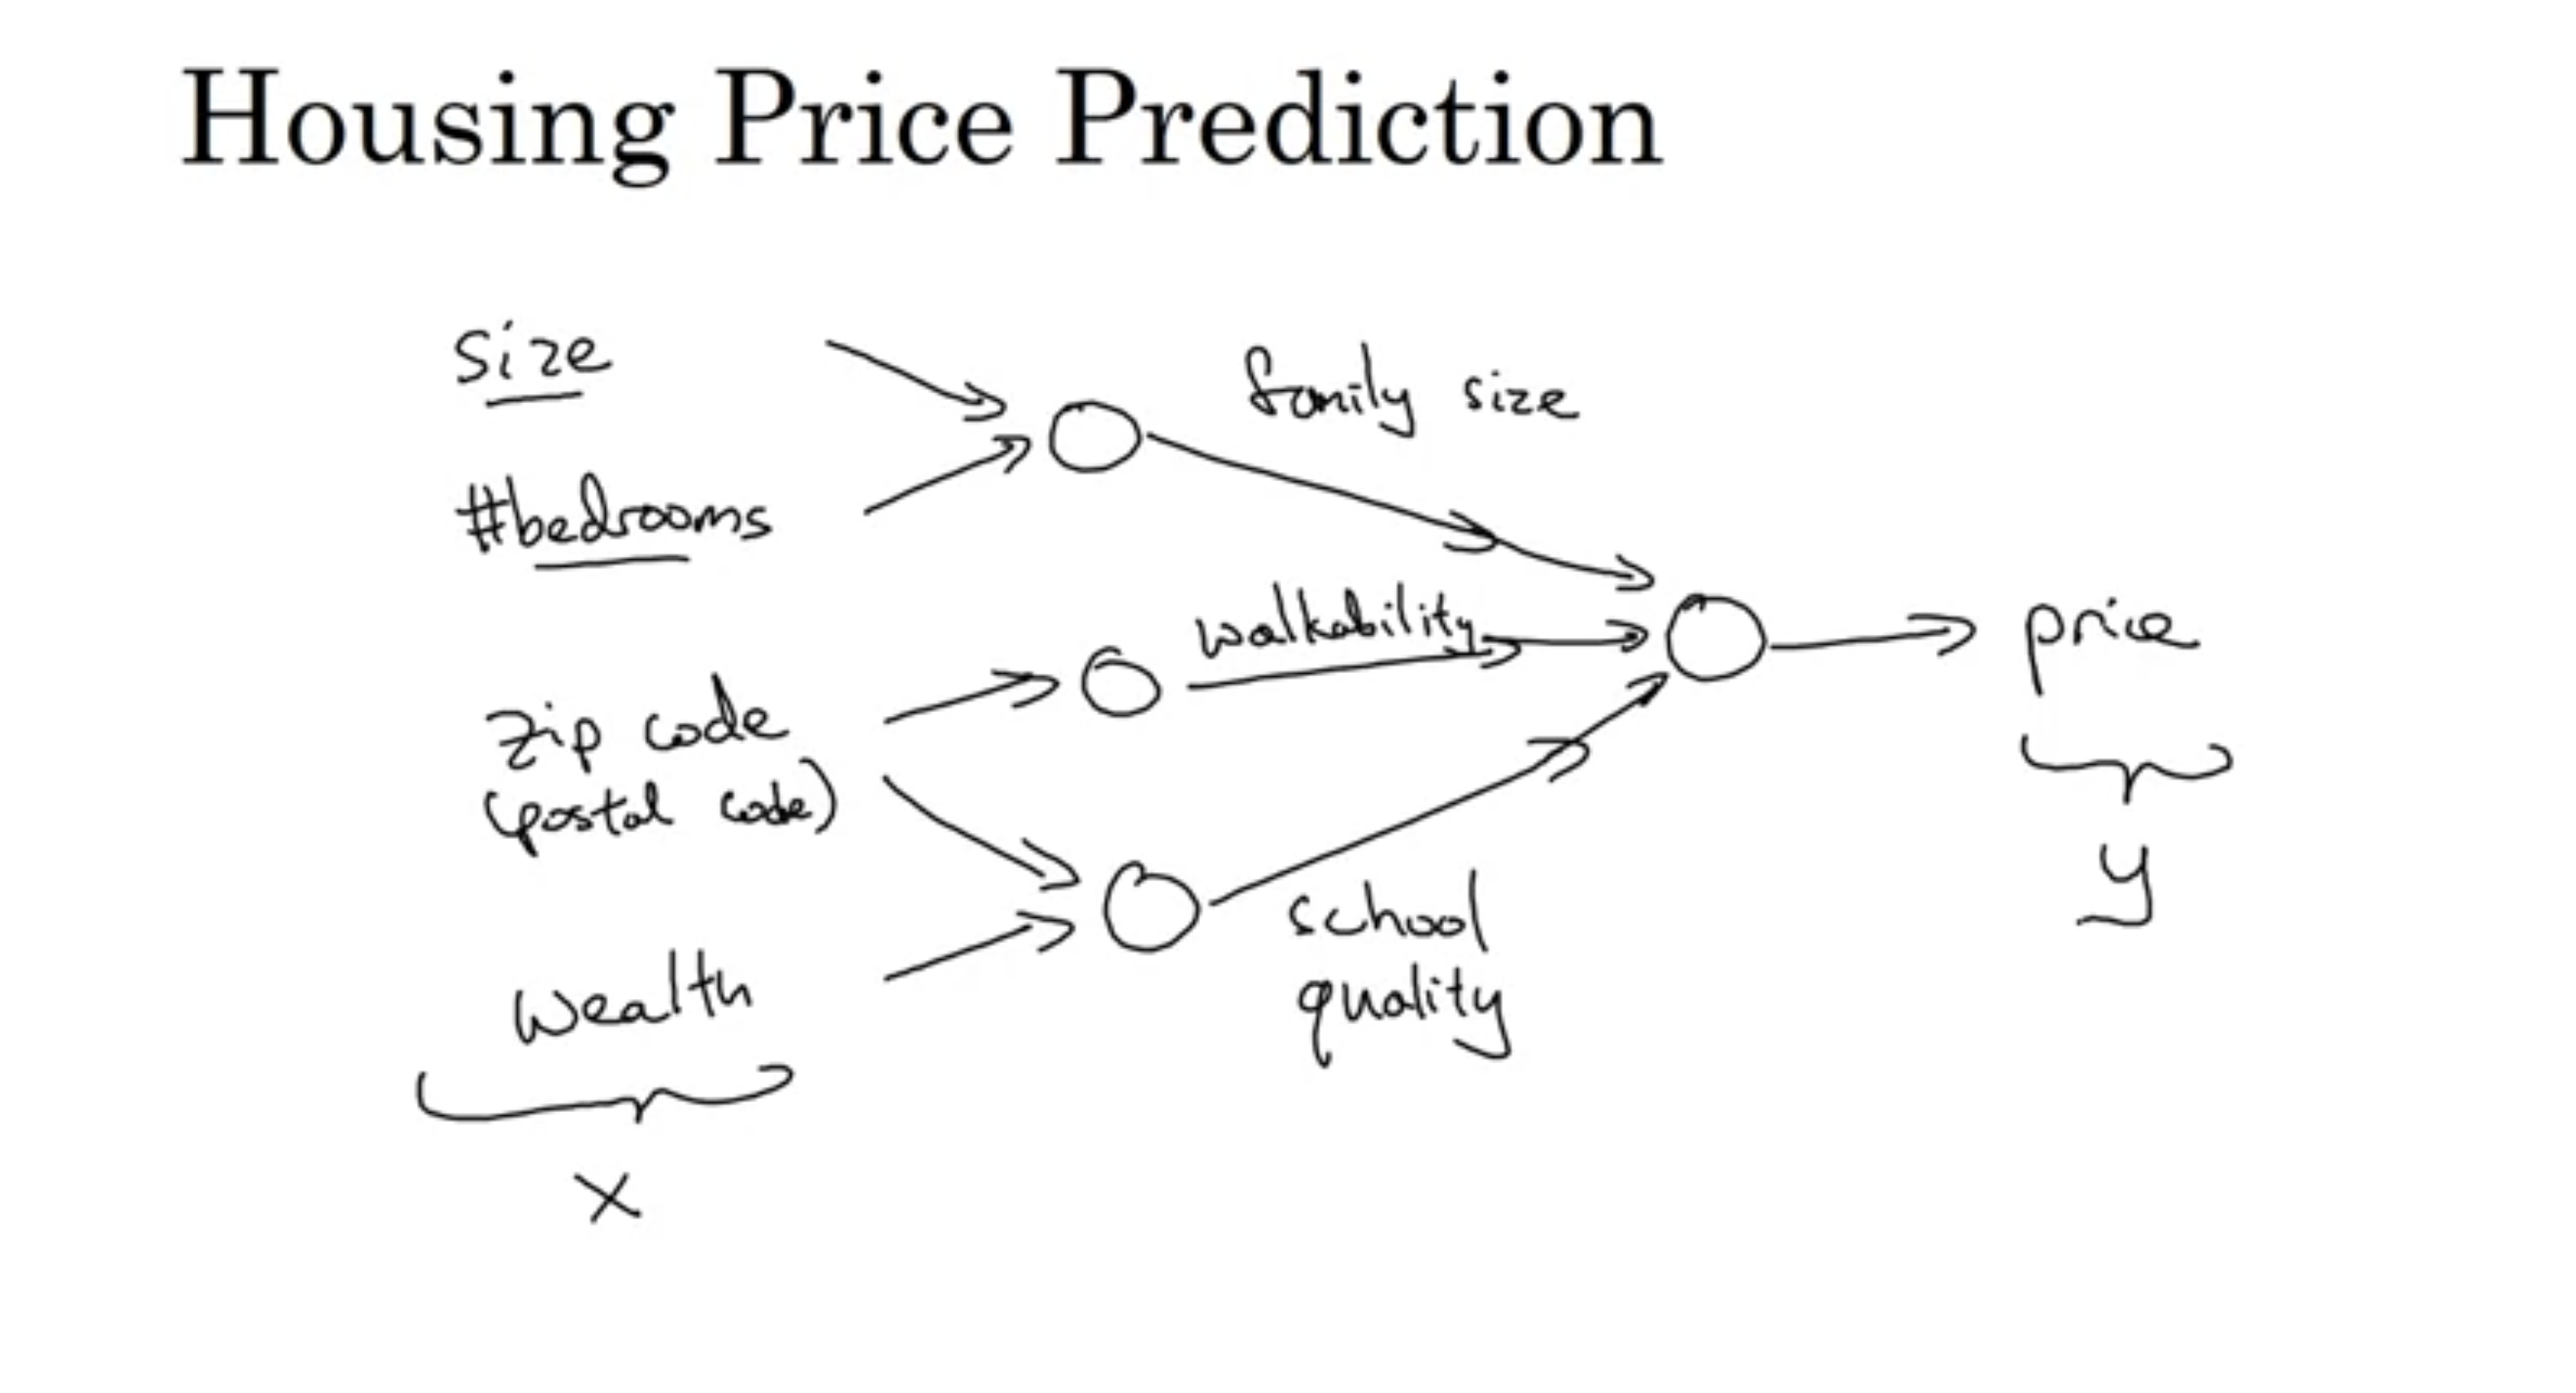 Housing Price Prediction
size
family size
#bedrooms
walkability
price
zip code
(postal code)
y
school
quality
wealth
x